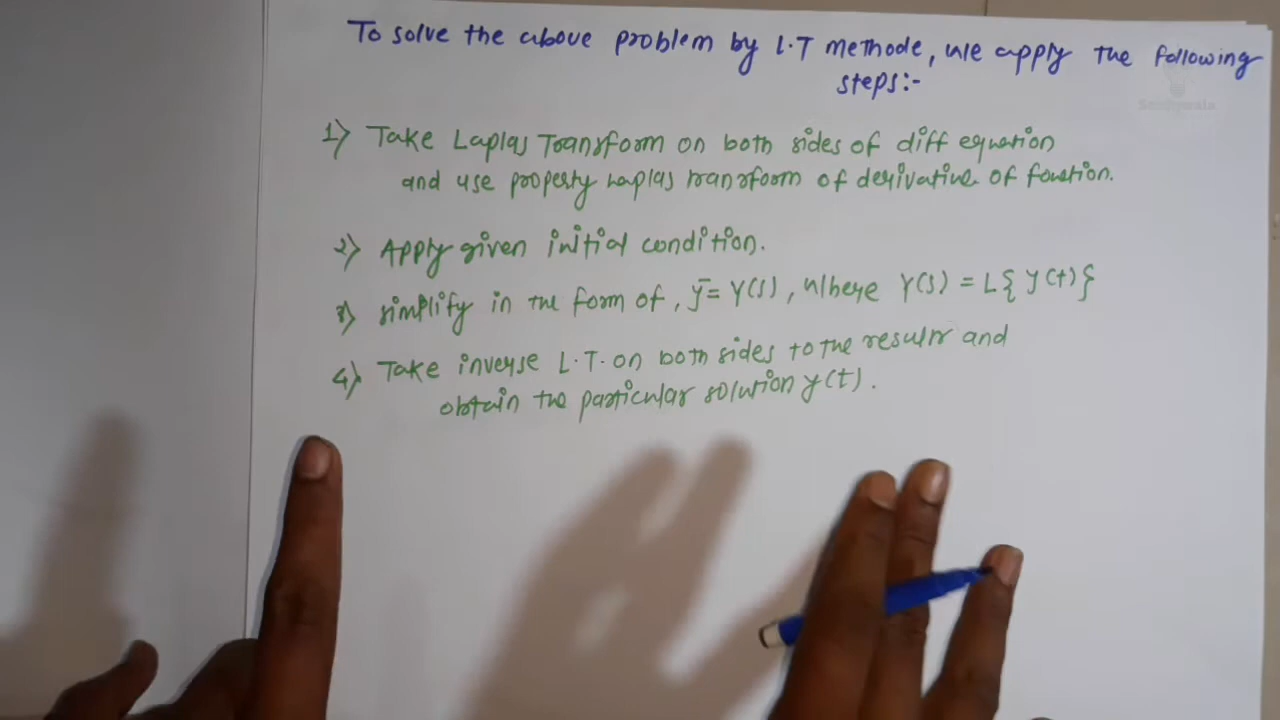 To solve the above problem by L.T methode, we apply the following
steps:-
1) Take Laplas Transform on both sides of diff equation
and use property Laplas transform of derivative of founction.
2) Apply given initial condition.
3) simplify in the form of, ȳ = Y(s), where Y(s) = L{ y(t)}
4) Take inverse L.T. on both sides to the result and
obtain the particular solution y(t).